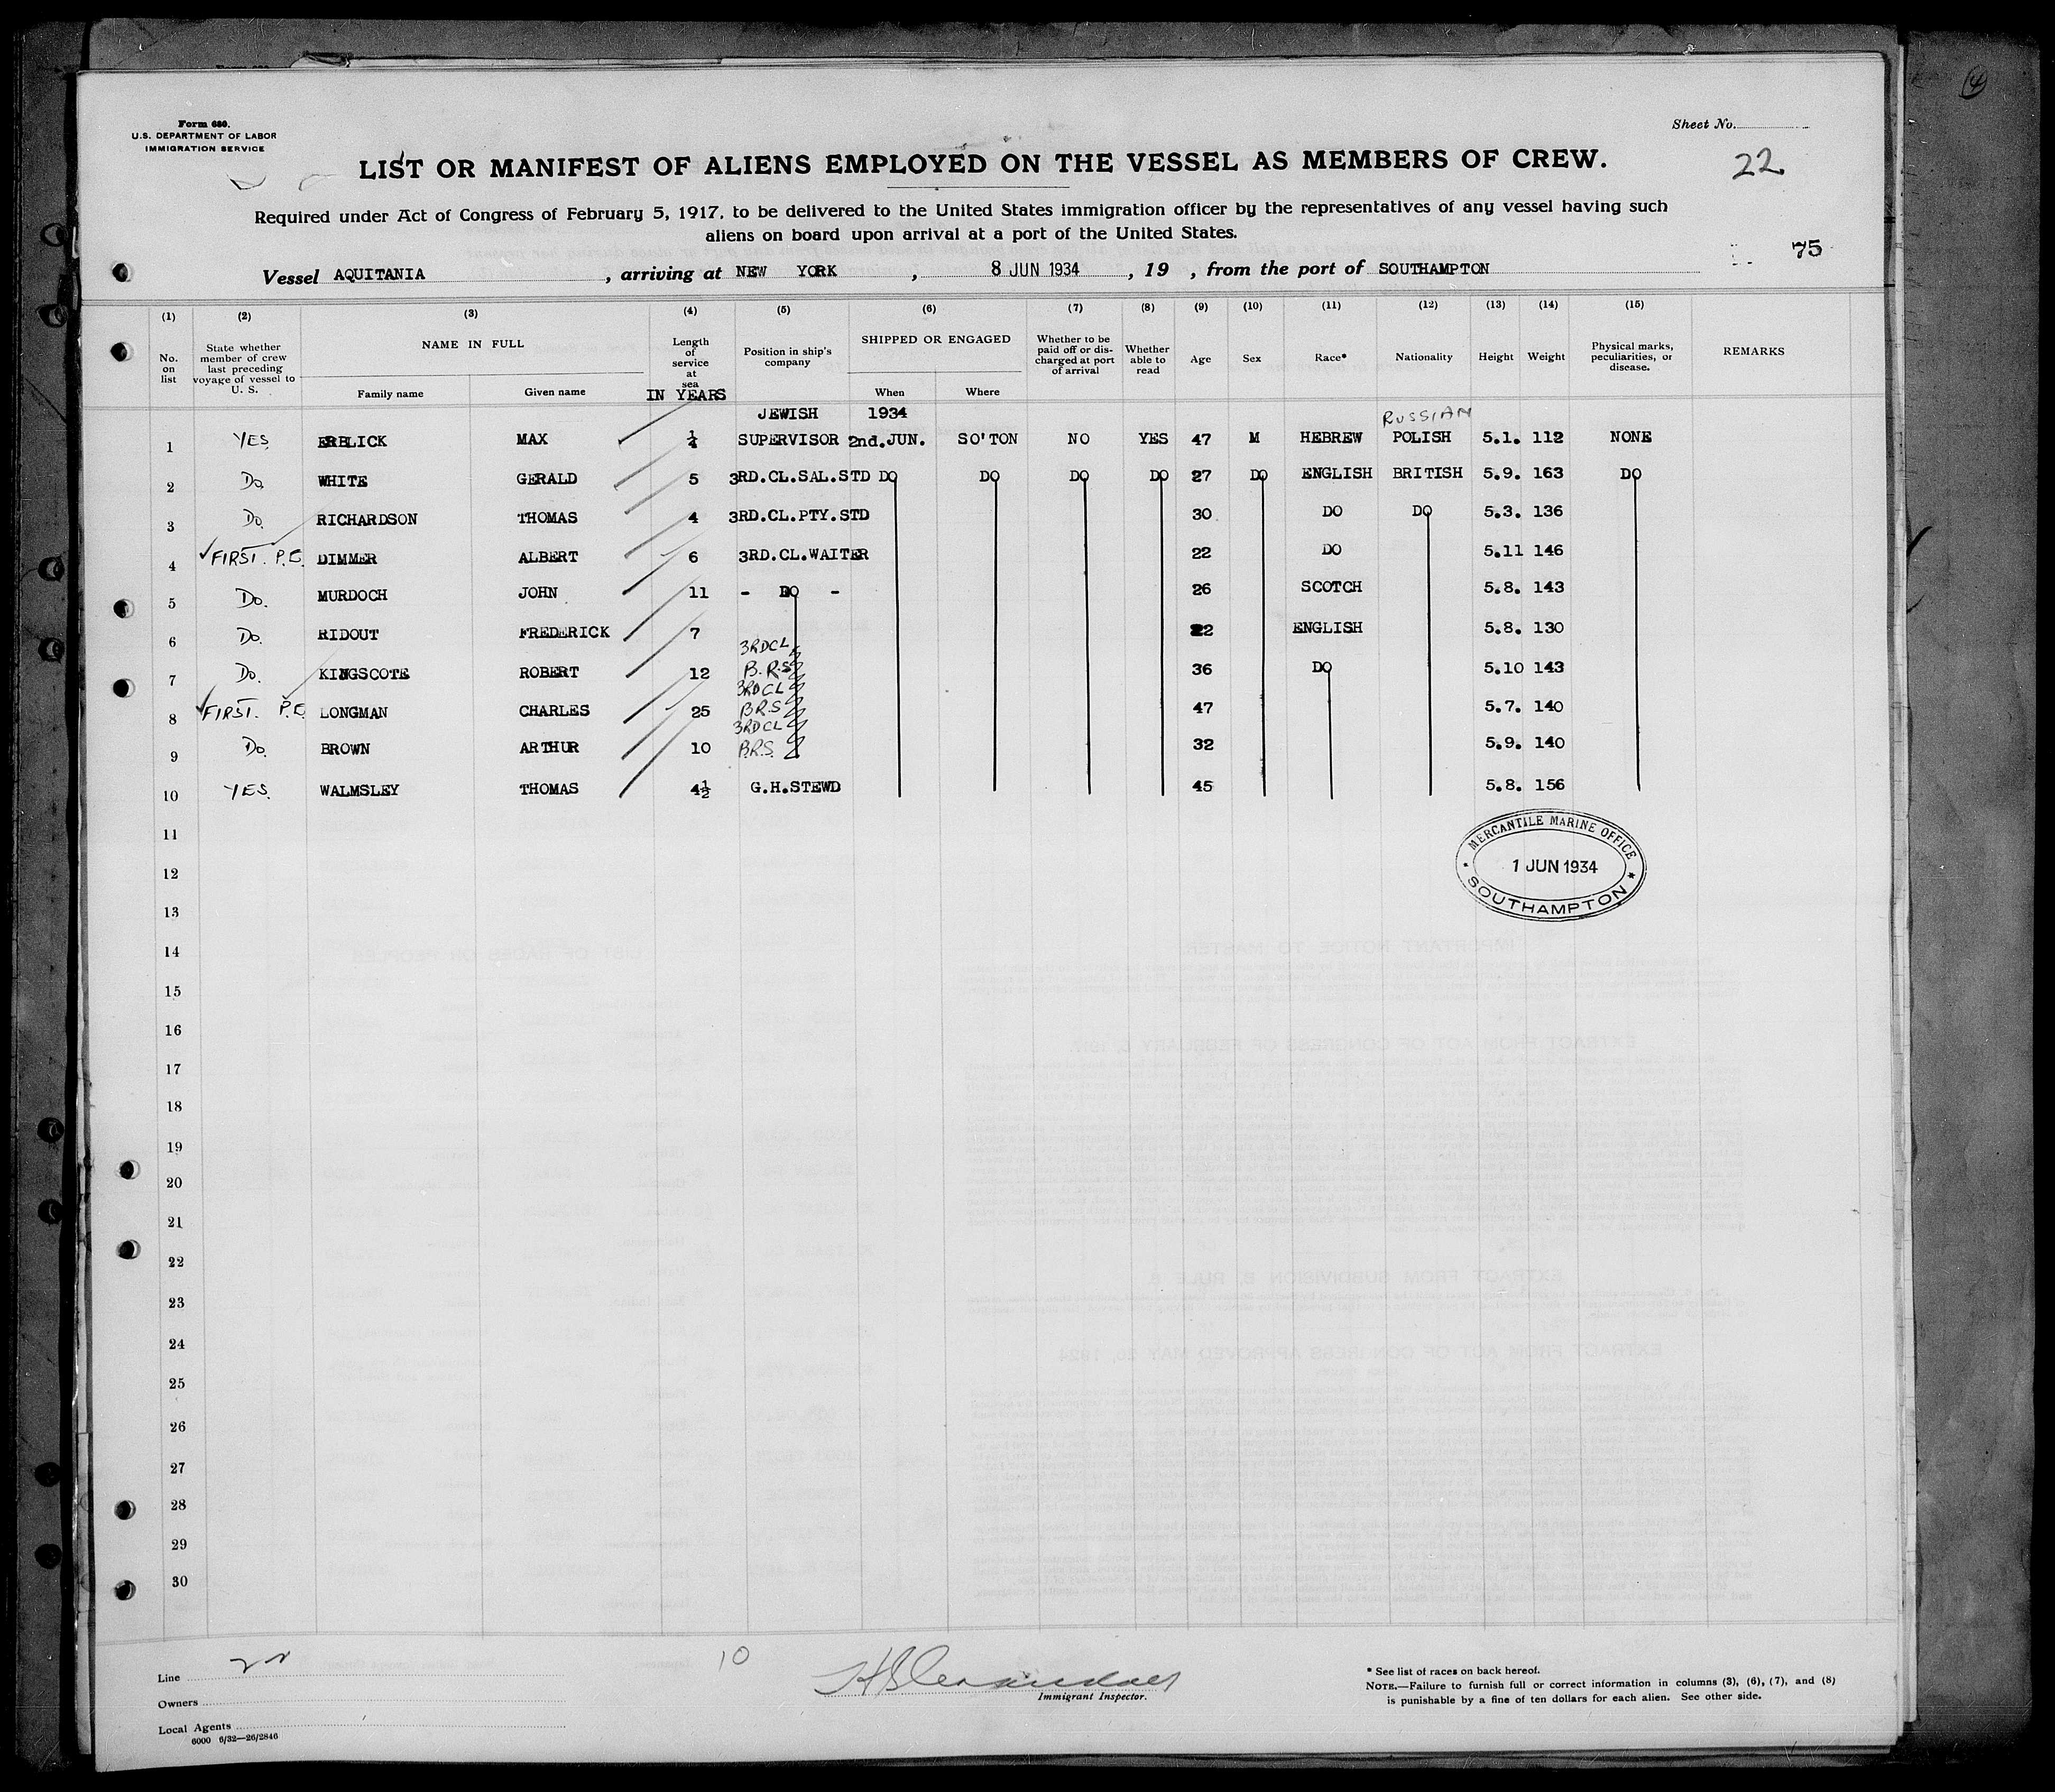 Form 680.
U.S. DEPARTMENT OF LABOR
IMMIGRATION SERVICE
Sheet No.
LIST OR MANIFEST OF ALIENS EMPLOYED ON THE VESSEL AS MEMBERS OF CREW.
22
Required under Act of Congress of February 5, 1917, to be delivered to the United States immigration officer by the representatives of any vessel having such
aliens on board upon arrival at a port of the United States.
75
Vessel AQUITANIA , arriving at NEW YORK , 8 JUN 1934 , 19 , from the port of SOUTHAMPTON
(1) (2) (3) (4) (5) (6) (7) (8) (9) (10) (11) (12) (13) (14) (15)
No. on list State whether member of crew last preceding voyage of vessel to U. S. NAME IN FULL Family name Given name Length of service at sea IN YEARS Position in ship's company SHIPPED OR ENGAGED When Where Whether to be paid off or discharged at port of arrival Whether able to read Age Sex Race* Nationality Height Weight Physical marks, peculiarities, or disease. REMARKS
JEWISH 1934 RUSSIAN
1 YES ERBLICK MAX ¼ SUPERVISOR 2nd.JUN. SO'TON NO YES 47 M HEBREW POLISH 5.1. 112 NONE
2 Do. WHITE GERALD 5 3RD.CL.SAL.STD DO DO DO DO 27 DO ENGLISH BRITISH 5.9. 163 DO
3 Do. RICHARDSON THOMAS 4 3RD.CL.PTY.STD 30 DO DO 5.3. 136
4 FIRST. P.E. DIMMER ALBERT 6 3RD.CL.WAITER 22 DO 5.11 146
5 Do. MURDOCH JOHN 11 - DO - 26 SCOTCH 5.8. 143
6 Do. RIDOUT FREDERICK 7 22 ENGLISH 5.8. 130
7 Do. KINGSCOTE ROBERT 12 3RDCL B.R.S 36 DO 5.10 143
8 FIRST. P.E. LONGMAN CHARLES 25 3RDCL B.R.S 47 5.7. 140
9 Do. BROWN ARTHUR 10 3RDCL B.R.S. 32 5.9. 140
10 YES. WALMSLEY THOMAS 4½ G.H.STEWD 45 5.8. 156
11
12
13
14
15
16
17
18
19
20
21
22
23
24
25
26
27
28
29
30
MERCANTILE MARINE OFFICE
1 JUN 1934
SOUTHAMPTON
10
Line
Owners
Local Agents
6000 6/32—26/2846
Immigrant Inspector.
* See list of races on back hereof.
NOTE.—Failure to furnish full or correct information in columns (3), (6), (7), and (8)
is punishable by a fine of ten dollars for each alien. See other side.